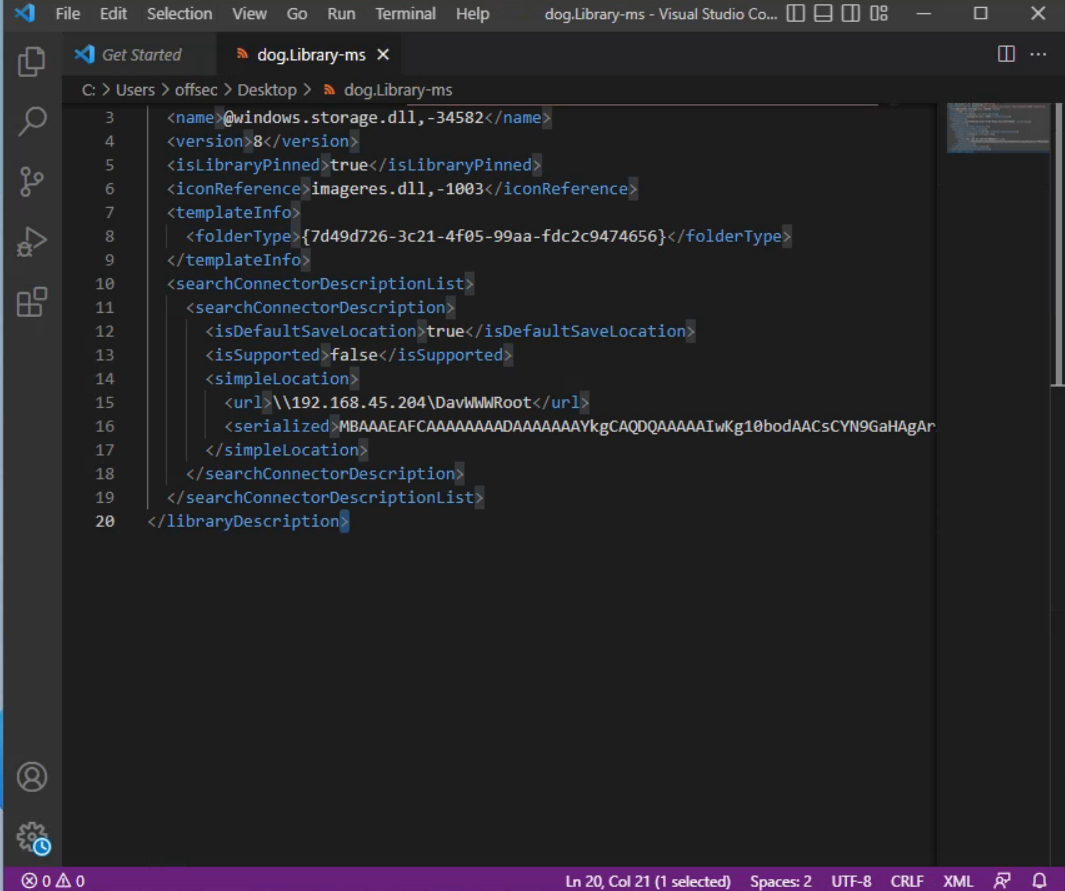 File Edit Selection View Go Run Terminal Help dog.Library-ms - Visual Studio Co...
Get Started dog.Library-ms
C: > Users > offsec > Desktop > dog.Library-ms
3 <name>@windows.storage.dll,-34582</name>
4 <version>8</version>
5 <isLibraryPinned>true</isLibraryPinned>
6 <iconReference>imageres.dll,-1003</iconReference>
7 <templateInfo>
8 <folderType>{7d49d726-3c21-4f05-99aa-fdc2c9474656}</folderType>
9 </templateInfo>
10 <searchConnectorDescriptionList>
11 <searchConnectorDescription>
12 <isDefaultSaveLocation>true</isDefaultSaveLocation>
13 <isSupported>false</isSupported>
14 <simpleLocation>
15 <url>\\192.168.45.204\DavWWWRoot</url>
16 <serialized>MBAAAEAFCAAAAAAAADAAAAAAAYkgCAQDQAAAAAIwKg10bodAACsCYN9GaHAgAr
17 </simpleLocation>
18 </searchConnectorDescription>
19 </searchConnectorDescriptionList>
20 </libraryDescription>
0 0 Ln 20, Col 21 (1 selected) Spaces: 2 UTF-8 CRLF XML